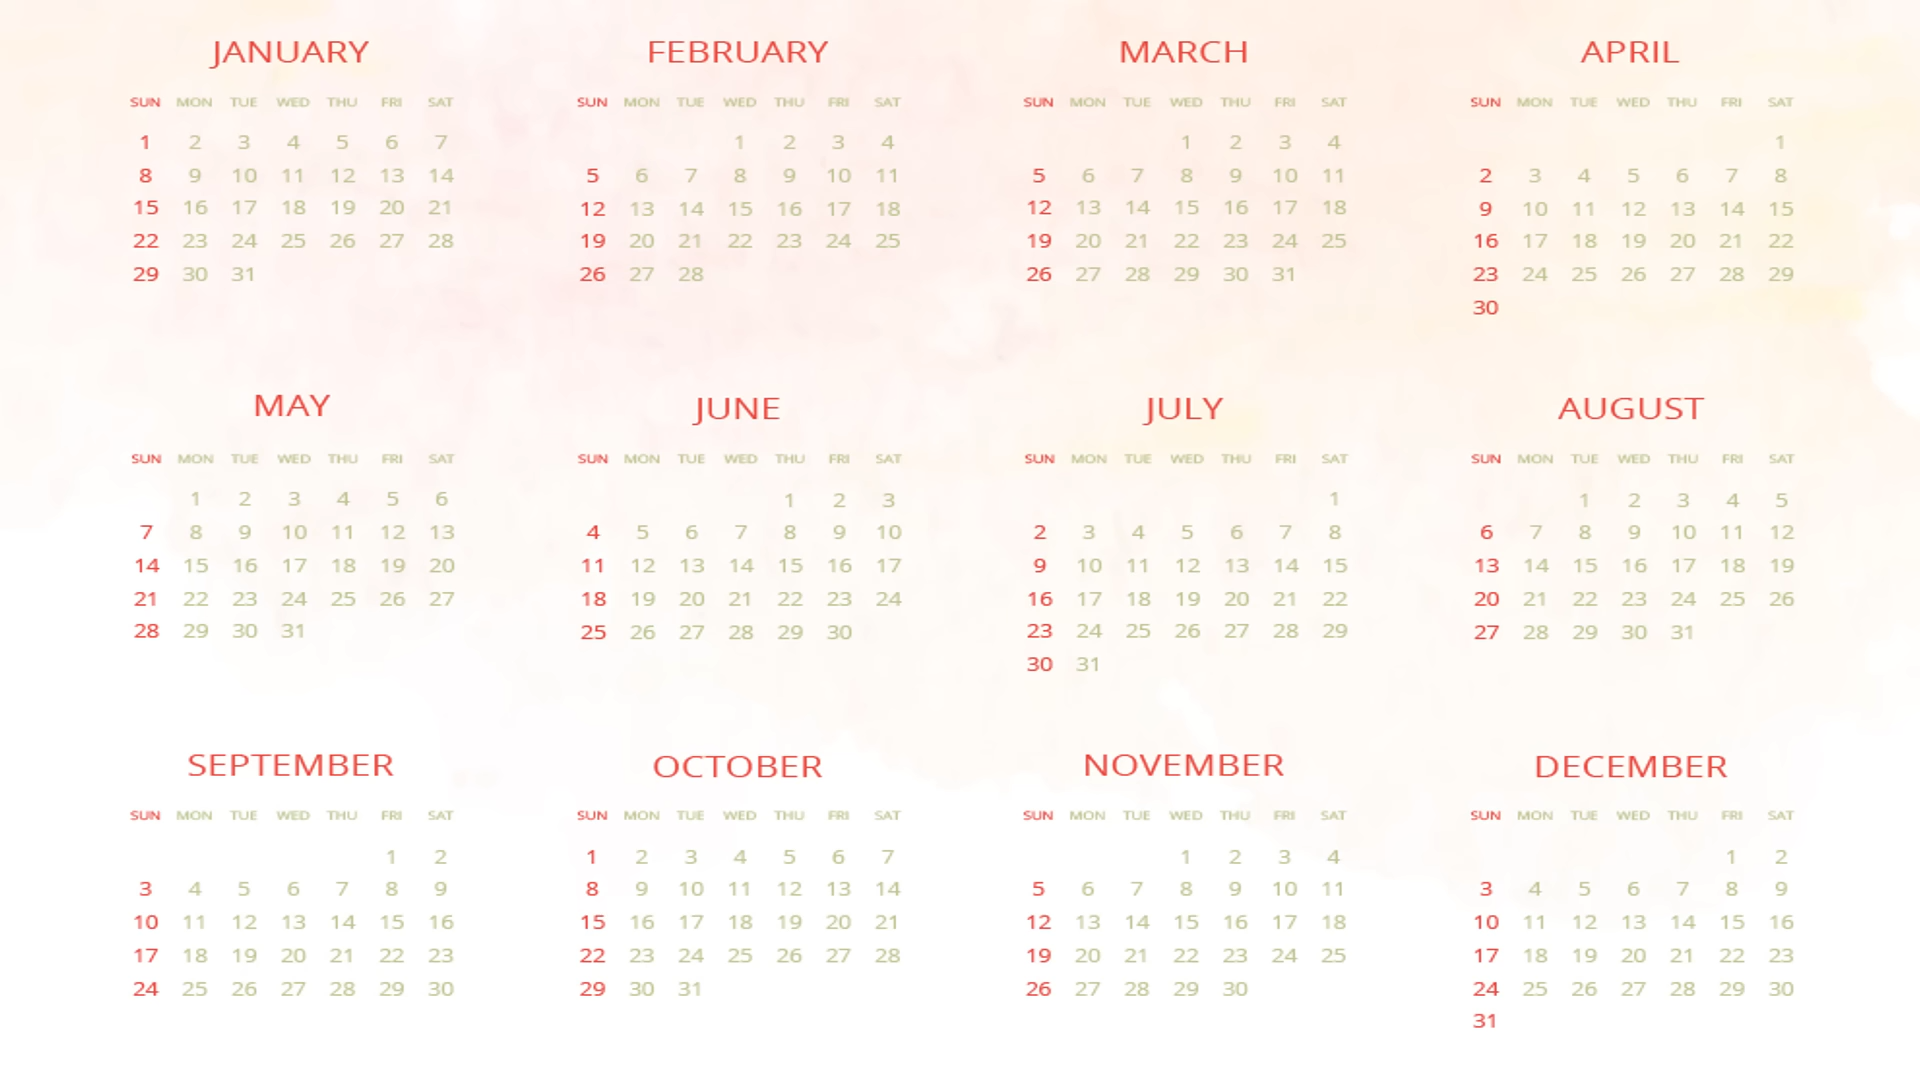 JANUARY
SUN MON TUE WED THU FRI SAT
1 2 3 4 5 6 7
8 9 10 11 12 13 14
15 16 17 18 19 20 21
22 23 24 25 26 27 28
29 30 31
FEBRUARY
SUN MON TUE WED THU FRI SAT
1 2 3 4
5 6 7 8 9 10 11
12 13 14 15 16 17 18
19 20 21 22 23 24 25
26 27 28
MARCH
SUN MON TUE WED THU FRI SAT
1 2 3 4
5 6 7 8 9 10 11
12 13 14 15 16 17 18
19 20 21 22 23 24 25
26 27 28 29 30 31
APRIL
SUN MON TUE WED THU FRI SAT
1
2 3 4 5 6 7 8
9 10 11 12 13 14 15
16 17 18 19 20 21 22
23 24 25 26 27 28 29
30
MAY
SUN MON TUE WED THU FRI SAT
1 2 3 4 5 6
7 8 9 10 11 12 13
14 15 16 17 18 19 20
21 22 23 24 25 26 27
28 29 30 31
JUNE
SUN MON TUE WED THU FRI SAT
1 2 3
4 5 6 7 8 9 10
11 12 13 14 15 16 17
18 19 20 21 22 23 24
25 26 27 28 29 30
JULY
SUN MON TUE WED THU FRI SAT
1
2 3 4 5 6 7 8
9 10 11 12 13 14 15
16 17 18 19 20 21 22
23 24 25 26 27 28 29
30 31
AUGUST
SUN MON TUE WED THU FRI SAT
1 2 3 4 5
6 7 8 9 10 11 12
13 14 15 16 17 18 19
20 21 22 23 24 25 26
27 28 29 30 31
SEPTEMBER
SUN MON TUE WED THU FRI SAT
1 2
3 4 5 6 7 8 9
10 11 12 13 14 15 16
17 18 19 20 21 22 23
24 25 26 27 28 29 30
OCTOBER
SUN MON TUE WED THU FRI SAT
1 2 3 4 5 6 7
8 9 10 11 12 13 14
15 16 17 18 19 20 21
22 23 24 25 26 27 28
29 30 31
NOVEMBER
SUN MON TUE WED THU FRI SAT
1 2 3 4
5 6 7 8 9 10 11
12 13 14 15 16 17 18
19 20 21 22 23 24 25
26 27 28 29 30
DECEMBER
SUN MON TUE WED THU FRI SAT
1 2
3 4 5 6 7 8 9
10 11 12 13 14 15 16
17 18 19 20 21 22 23
24 25 26 27 28 29 30
31